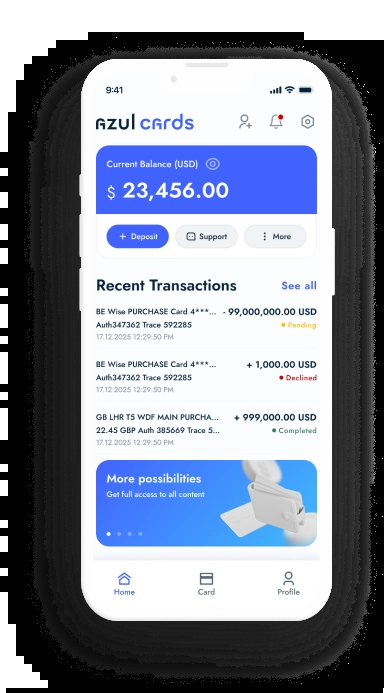 9:41
azul cards
Current Balance (USD)
$ 23,456.00
+ Deposit
Support
More
Recent Transactions
See all
BE Wise PURCHASE Card 4***...
- 99,000,000.00 USD
Auth347362 Trace 592285
Pending
17.12.2025 12:29:50 PM
BE Wise PURCHASE Card 4***...
+ 1,000.00 USD
Auth347362 Trace 592285
Declined
17.12.2025 12:29:50 PM
GB LHR T5 WDF MAIN PURCHA...
+ 999,000.00 USD
22.45 GBP Auth 385669 Trace 5...
Completed
17.12.2025 12:29:50 PM
More possibilities
Get full access to all content
Home
Card
Profile